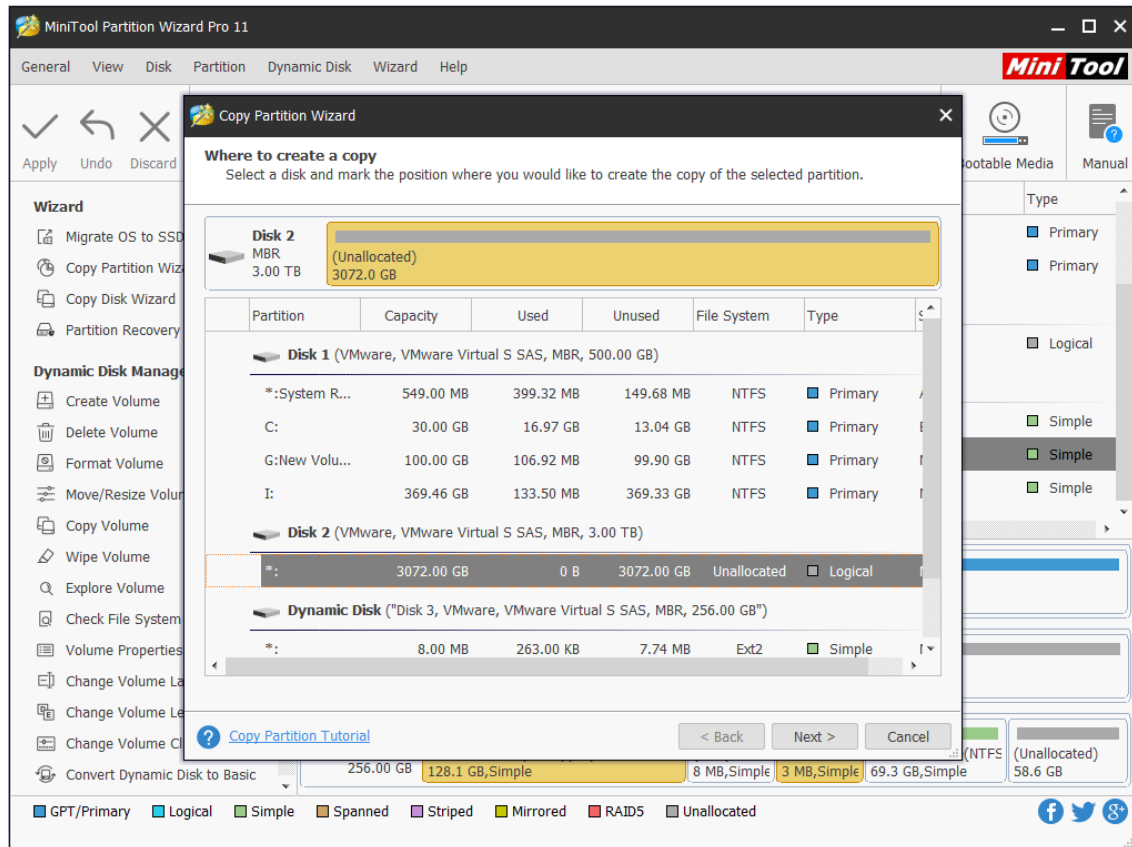 MiniTool Partition Wizard Pro 11
General View Disk Partition Dynamic Disk Wizard Help
Mini Tool
Apply Undo Discard
Bootable Media Manual
Copy Partition Wizard
Where to create a copy
Select a disk and mark the position where you would like to create the copy of the selected partition.
Disk 2
MBR
3.00 TB
(Unallocated)
3072.0 GB
Partition Capacity Used Unused File System Type
Disk 1 (VMware, VMware Virtual S SAS, MBR, 500.00 GB)
*:System R... 549.00 MB 399.32 MB 149.68 MB NTFS Primary
C: 30.00 GB 16.97 GB 13.04 GB NTFS Primary
G:New Volu... 100.00 GB 106.92 MB 99.90 GB NTFS Primary
I: 369.46 GB 133.50 MB 369.33 GB NTFS Primary
Disk 2 (VMware, VMware Virtual S SAS, MBR, 3.00 TB)
*: 3072.00 GB 0 B 3072.00 GB Unallocated Logical
Dynamic Disk ("Disk 3, VMware, VMware Virtual S SAS, MBR, 256.00 GB")
*: 8.00 MB 263.00 KB 7.74 MB Ext2 Simple
Copy Partition Tutorial
< Back Next > Cancel
Wizard
Migrate OS to SSD
Copy Partition Wiz
Copy Disk Wizard
Partition Recovery
Dynamic Disk Manage
Create Volume
Delete Volume
Format Volume
Move/Resize Volu
Copy Volume
Wipe Volume
Explore Volume
Check File System
Volume Properties
Change Volume La
Change Volume Le
Change Volume Cl
Convert Dynamic Disk to Basic
Type
Primary
Primary
Logical
Simple
Simple
Simple
256.00 GB 128.1 GB,Simple 8 MB,Simple 3 MB,Simple 69.3 GB,Simple
(NTFS
(Unallocated)
58.6 GB
GPT/Primary Logical Simple Spanned Striped Mirrored RAID5 Unallocated